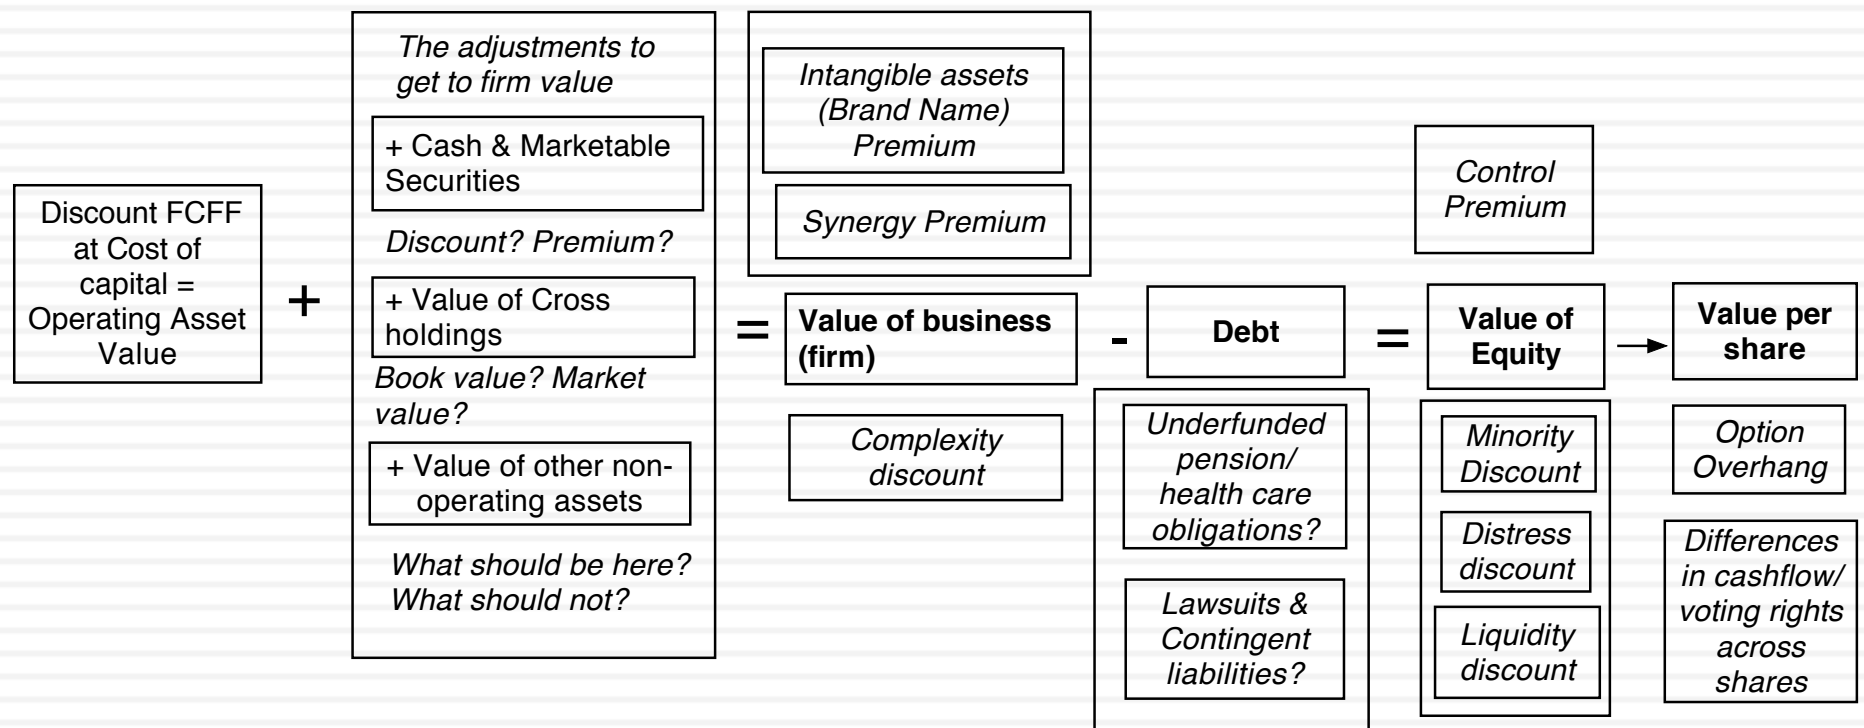 Discount FCFF
at Cost of
capital =
Operating Asset
Value
+
The adjustments to
get to firm value
+ Cash & Marketable
Securities
Discount? Premium?
+ Value of Cross
holdings
Book value? Market
value?
+ Value of other non-
operating assets
What should be here?
What should not?
=
Intangible assets
(Brand Name)
Premium
Synergy Premium
Value of business
(firm)
Complexity
discount
-
Debt
Underfunded
pension/
health care
obligations?
Lawsuits &
Contingent
liabilities?
=
Control
Premium
Value of
Equity
Minority
Discount
Distress
discount
Liquidity
discount
Value per
share
Option
Overhang
Differences
in cashflow/
voting rights
across
shares